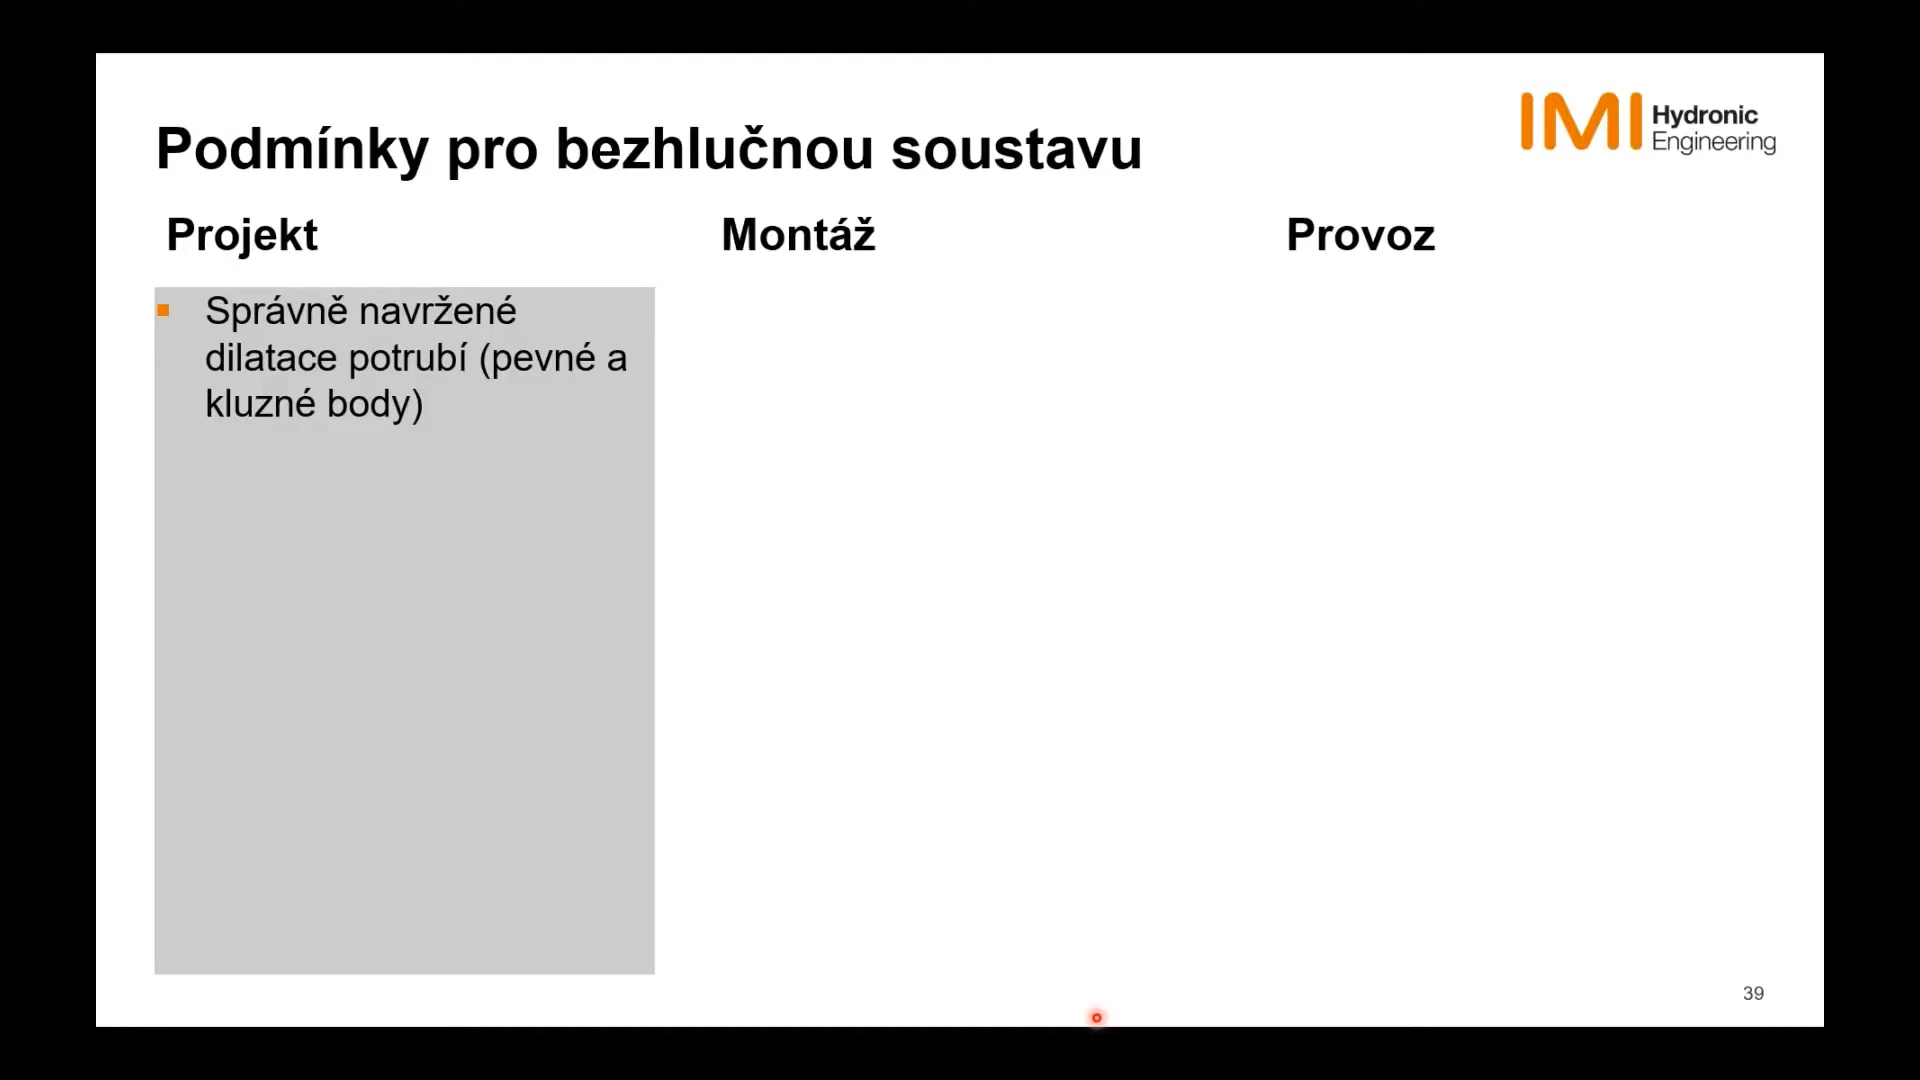 Podmínky pro bezhlučnou soustavu
IMI Hydronic
Engineering
Projekt
Montáž
Provoz
Správně navržené
dilatace potrubí (pevné a
kluzné body)
39